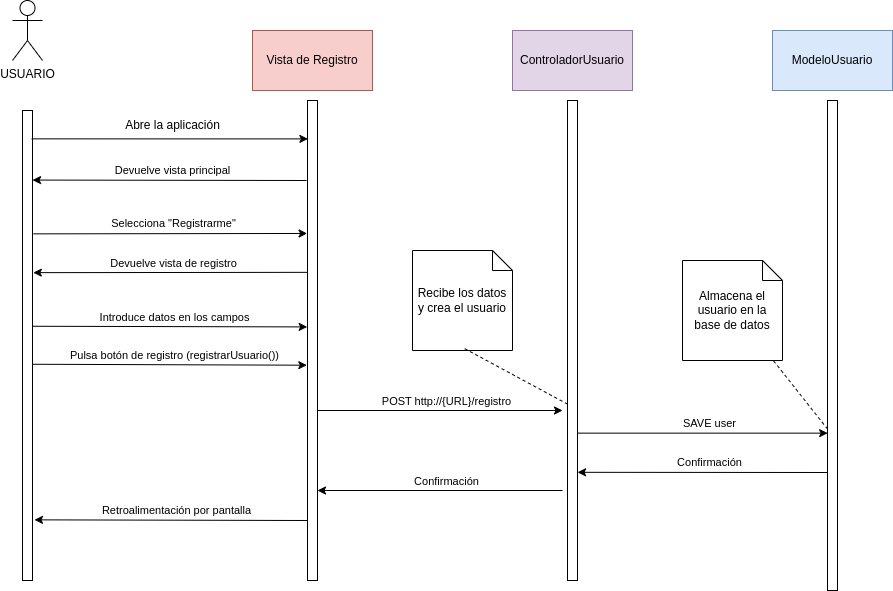 USUARIO
Vista de Registro
ControladorUsuario
ModeloUsuario
Abre la aplicación
Devuelve vista principal
Selecciona "Registrarme"
Devuelve vista de registro
Recibe los datos
y crea el usuario
Almacena el
usuario en la
base de datos
Introduce datos en los campos
Pulsa botón de registro (registrarUsuario())
POST http://{URL}/registro
SAVE user
Confirmación
Confirmación
Retroalimentación por pantalla